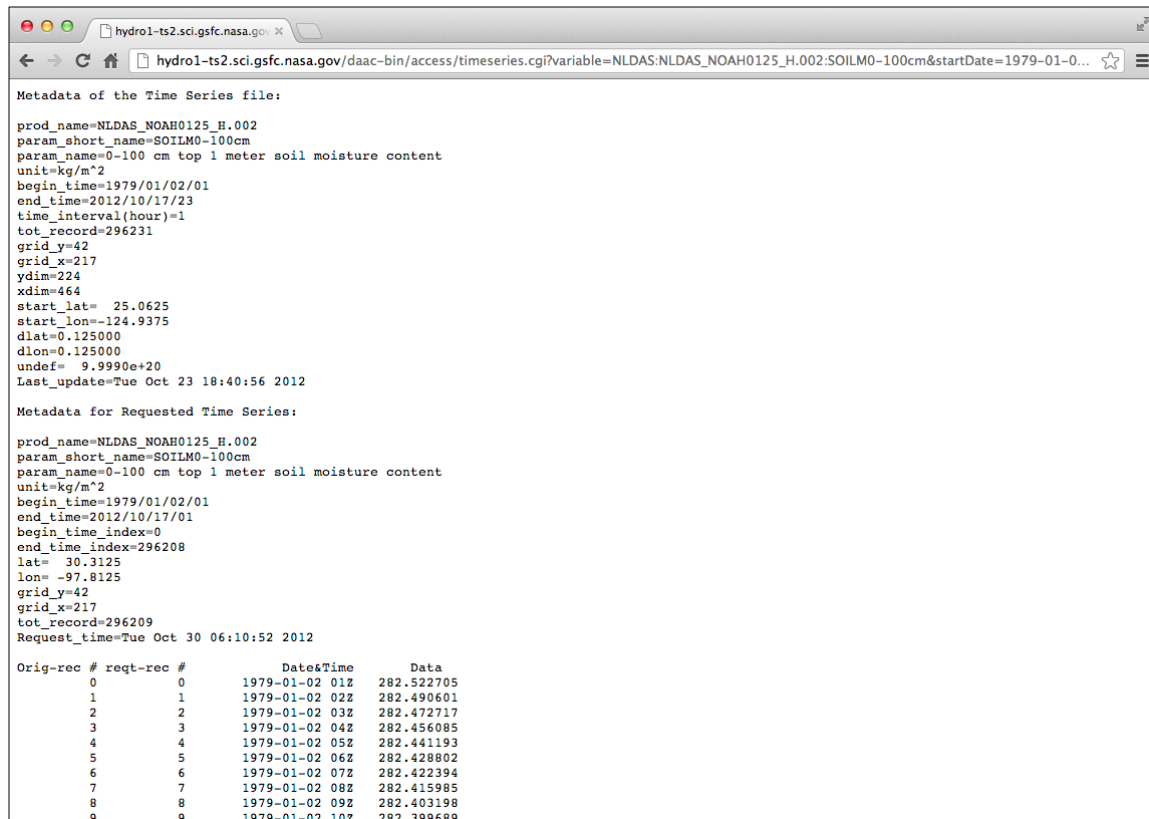 hydro1-ts2.sci.gsfc.nasa.gov
hydro1-ts2.sci.gsfc.nasa.gov/daac-bin/access/timeseries.cgi?variable=NLDAS:NLDAS_NOAH0125_H.002:SOILM0-100cm&startDate=1979-01-0...
Metadata of the Time Series file:
prod_name=NLDAS_NOAH0125_H.002
param_short_name=SOILM0-100cm
param_name=0-100 cm top 1 meter soil moisture content
unit=kg/m^2
begin_time=1979/01/02/01
end_time=2012/10/17/23
time_interval(hour)=1
tot_record=296231
grid_y=42
grid_x=217
ydim=224
xdim=464
start_lat=  25.0625
start_lon=-124.9375
dlat=0.125000
dlon=0.125000
undef=  9.9990e+20
Last_update=Tue Oct 23 18:40:56 2012
Metadata for Requested Time Series:
prod_name=NLDAS_NOAH0125_H.002
param_short_name=SOILM0-100cm
param_name=0-100 cm top 1 meter soil moisture content
unit=kg/m^2
begin_time=1979/01/02/01
end_time=2012/10/17/01
begin_time_index=0
end_time_index=296208
lat=  30.3125
lon= -97.8125
grid_y=42
grid_x=217
tot_record=296209
Request_time=Tue Oct 30 06:10:52 2012
Orig-rec # reqt-rec # Date&Time Data
0 0 1979-01-02 01Z 282.522705
1 1 1979-01-02 02Z 282.490601
2 2 1979-01-02 03Z 282.472717
3 3 1979-01-02 04Z 282.456085
4 4 1979-01-02 05Z 282.441193
5 5 1979-01-02 06Z 282.428802
6 6 1979-01-02 07Z 282.422394
7 7 1979-01-02 08Z 282.415985
8 8 1979-01-02 09Z 282.403198
9 9 1979-01-02 10Z 282.399689